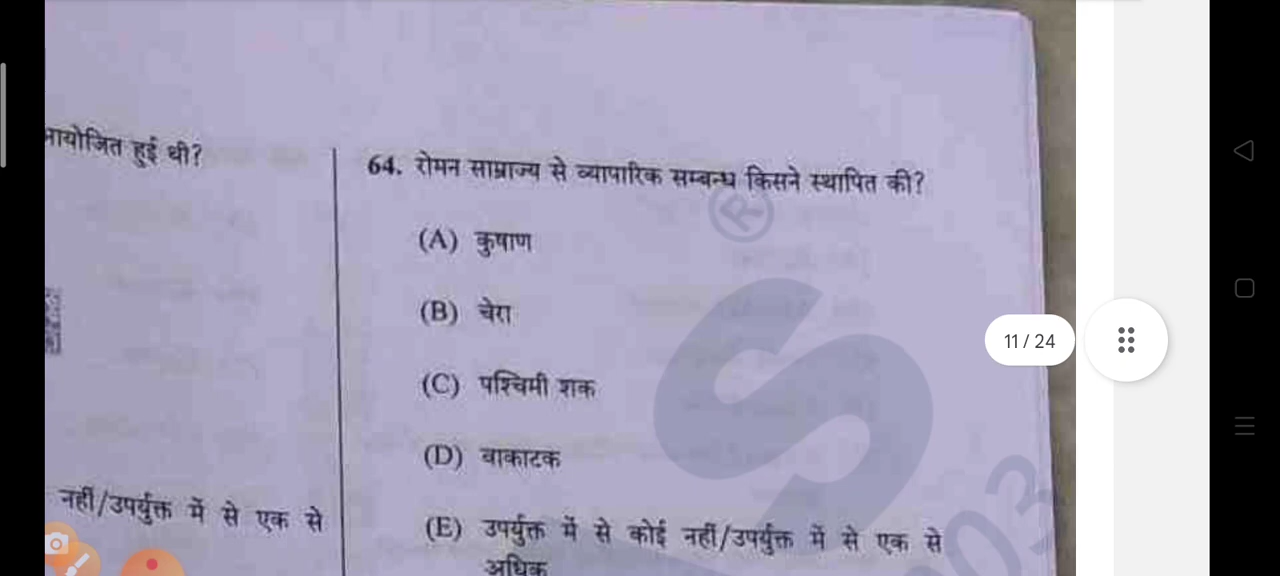 आयोजित हुई थी?
64. रोमन साम्राज्य से व्यापारिक सम्बन्ध किसने स्थापित की?
(A) कुषाण
(B) चेरा
(C) पश्चिमी शक
(D) वाकाटक
नहीं/उपर्युक्त में से एक से
(E) उपर्युक्त में से कोई नहीं/उपर्युक्त में से एक से
अधिक
11 / 24
®
S
03